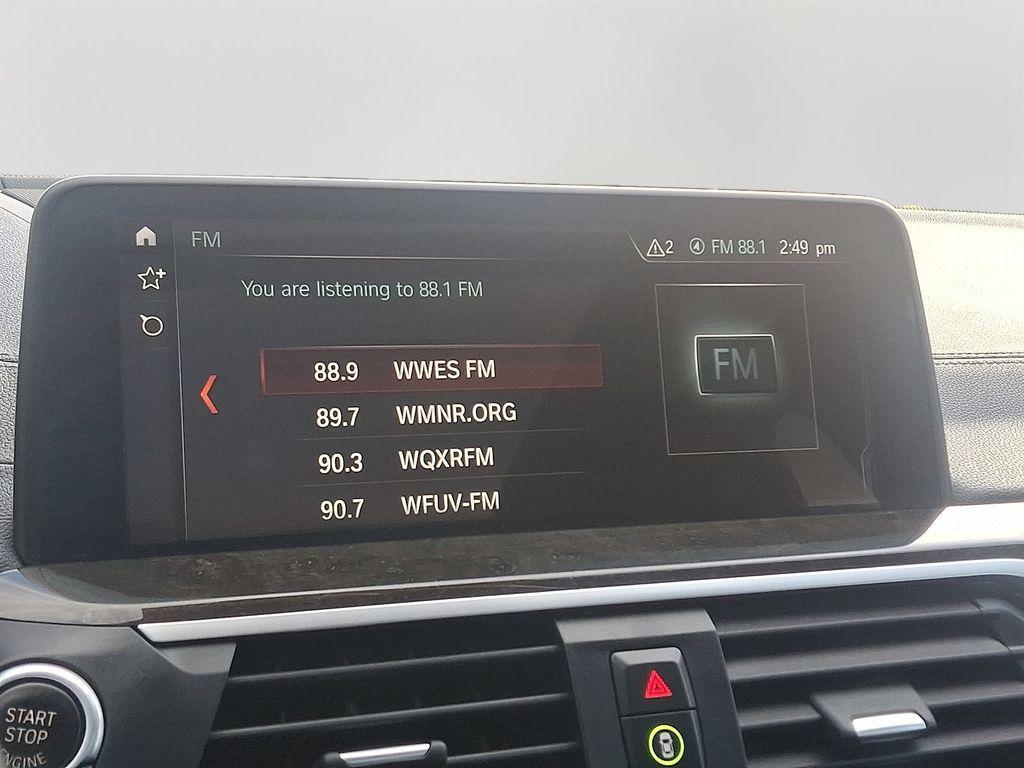 FM
2 FM 88.1 2:49 pm
You are listening to 88.1 FM
FM
88.9 WWES FM
89.7 WMNR.ORG
90.3 WQXRFM
90.7 WFUV-FM
START
STOP
ENGINE